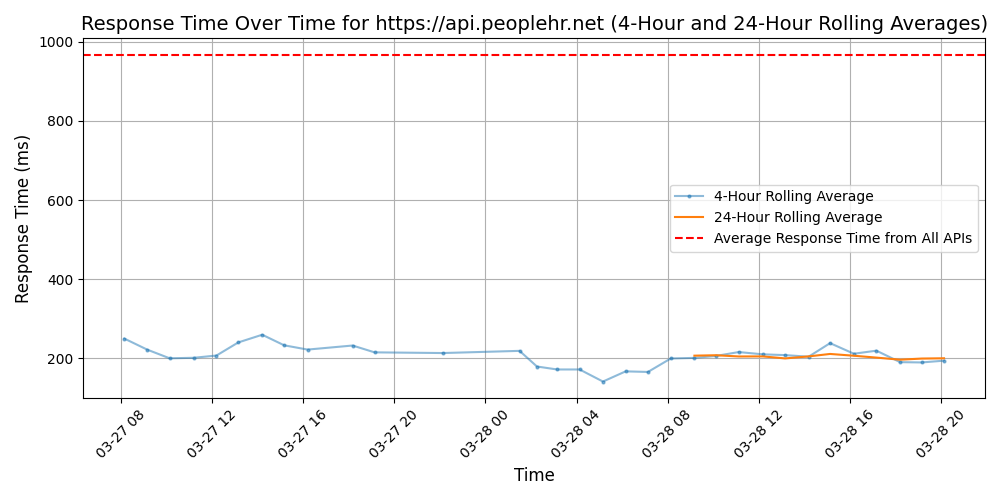 Response Time Over Time for https://api.peoplehr.net (4-Hour and 24-Hour Rolling Averages)
Response Time (ms)
1000
800
600
400
200
4-Hour Rolling Average
24-Hour Rolling Average
Average Response Time from All APIs
03-27 08
03-27 12
03-27 16
03-27 20
03-28 00
03-28 04
03-28 08
03-28 12
03-28 16
03-28 20
Time